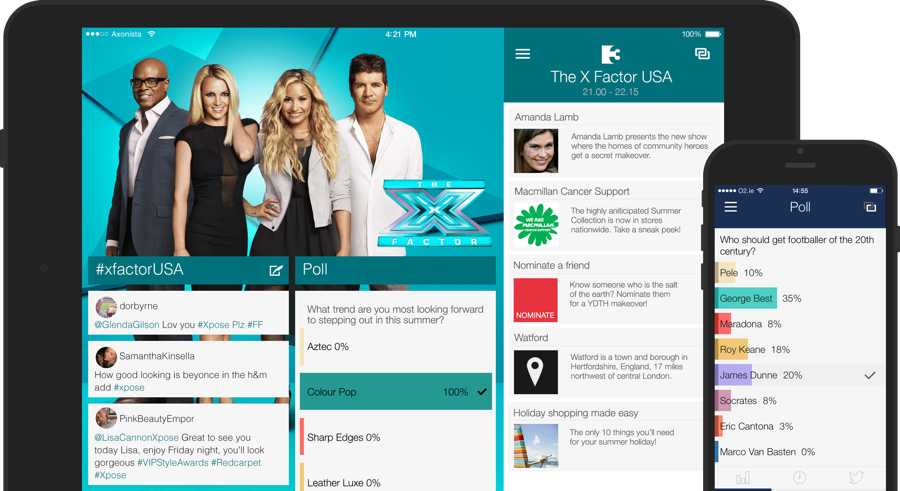 Axonista
4:21 PM
100%
THE
X
FACTOR
#xfactorUSA
dorbyrne
@GlendaGilson Lov you #Xpose Plz #FF
SamanthaKinsella
How good looking is beyonce in the h&m
add #xpose
PinkBeautyEmpor
@LisaCannonXpose Great to see you
today Lisa, enjoy Friday night, you'll look
gorgeous #VIPStyleAwards #Redcarpet
#Xpose
Poll
What trend are you most looking forward
to stepping out in this summer?
Aztec 0%
Colour Pop 100%
Sharp Edges 0%
Leather Luxe 0%
The X Factor USA
21.00 - 22.15
Amanda Lamb
Amanda Lamb presents the new show
where the homes of community heroes
get a secret makeover.
Macmillan Cancer Support
WE ARE
MACMILLAN.
CANCER SUPPORT
The highly aniticipated Summer
Collection is now in stores
nationwide. Take a sneak peek!
Nominate a friend
NOMINATE
Know someone who is the salt
of the earth? Nominate them
for a YDTH makeover!
Watford
Watford is a town and borough in
Hertfordshire, England, 17 miles
northwest of central London.
Holiday shopping made easy
The only 10 things you'll need
for your summer holiday!
O2.ie
14:55
Poll
Who should get footballer of the 20th
century?
Pele 10%
George Best 35%
Maradona 8%
Roy Keane 18%
James Dunne 20%
Socrates 8%
Eric Cantona 3%
Marco Van Basten 0%